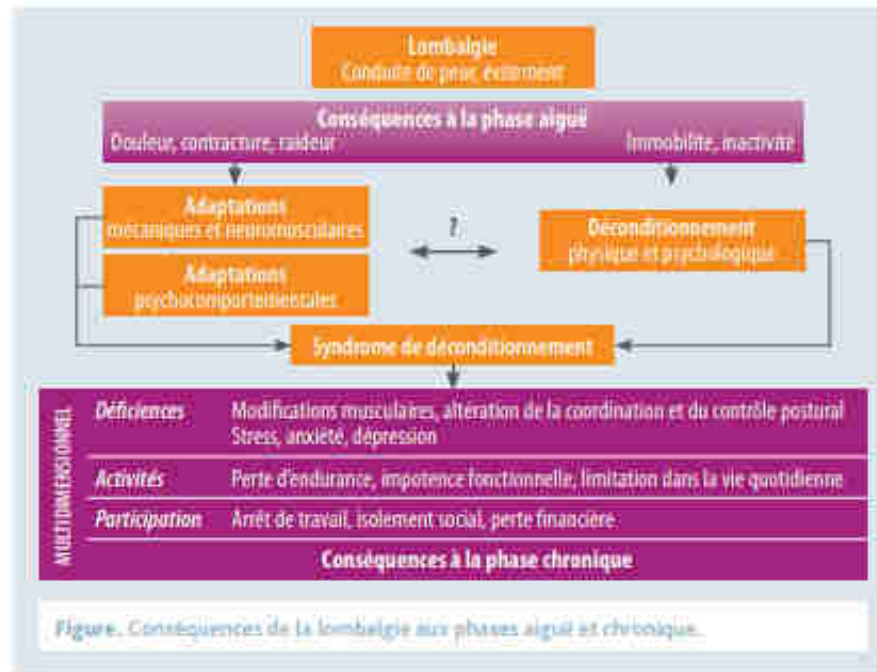 Lombalgie
Conduite de peur, évitement
Conséquences à la phase aiguë
Douleur, contracture, raideur
Immobilité, inactivité
Adaptations
mécaniques et neuromusculaires
?
Déconditionnement
physique et psychologique
Adaptations
psychocomportementales
Syndrome de déconditionnement
MULTIDIMENSIONNEL
Déficiences
Modifications musculaires, altération de la coordination et du contrôle postural
Stress, anxiété, dépression
Activités
Perte d'endurance, impotence fonctionnelle, limitation dans la vie quotidienne
Participation
Arrêt de travail, isolement social, perte financière
Conséquences à la phase chronique
Figure. Conséquences de la lombalgie aux phases aiguë et chronique.